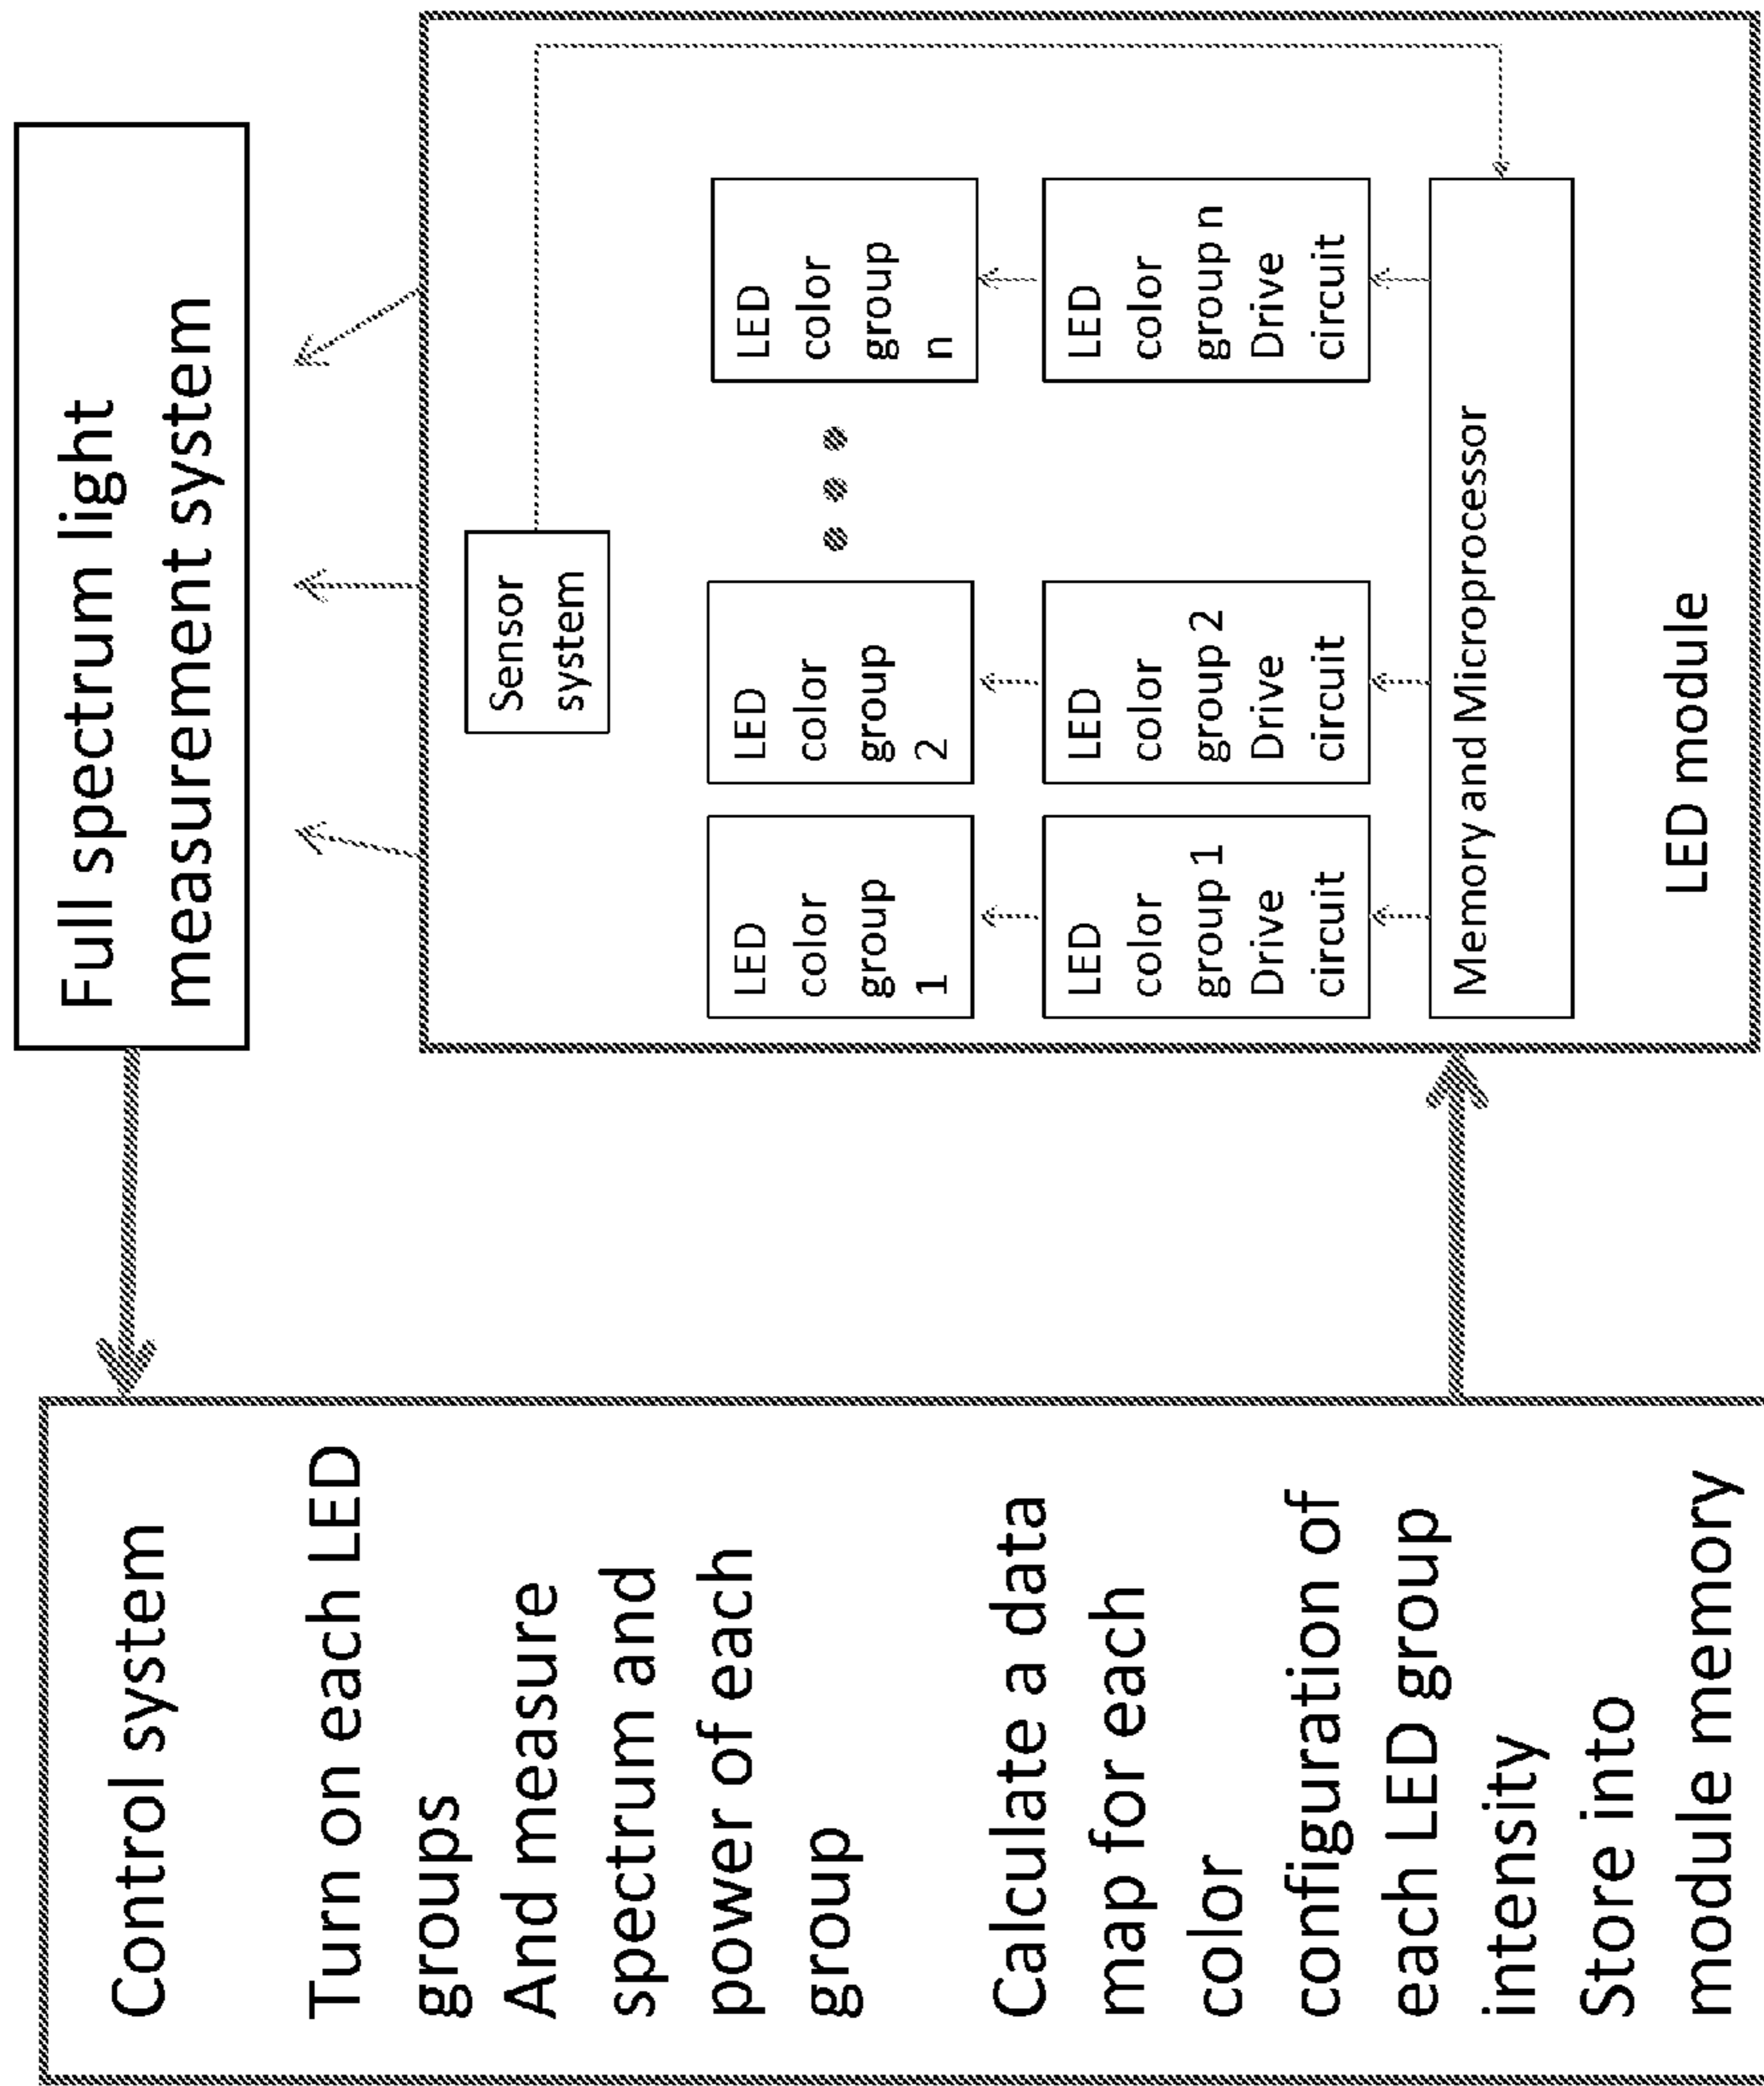 Control system
Turn on each LED
groups
And measure
spectrum and
power of each
group
Calculate a data
map for each
color
configuration of
each LED group
intensity
Store into
module memory
Full spectrum light
measurement system
Sensor
system
LED
color
group
1
LED
color
group
2
LED
color
group
n
LED
color
group 1
Drive
circuit
LED
color
group 2
Drive
circuit
LED
color
group n
Drive
circuit
Memory and Microprocessor
LED module